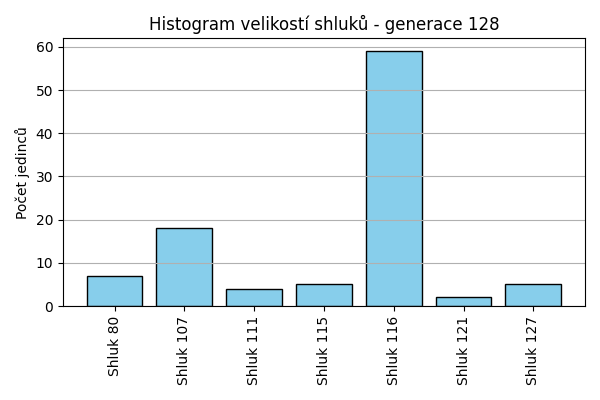 Histogram velikostí shluků - generace 128
Počet jedinců
60
50
40
30
20
10
0
Shluk 80
Shluk 107
Shluk 111
Shluk 115
Shluk 116
Shluk 121
Shluk 127